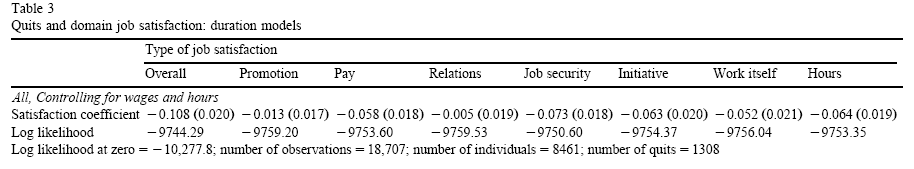 Table 3
Quits and domain job satisfaction: duration models
Type of job satisfaction
Overall Promotion Pay Relations Job security Initiative Work itself Hours
All, Controlling for wages and hours
Satisfaction coefficient −0.108 (0.020) −0.013 (0.017) −0.058 (0.018) −0.005 (0.019) −0.073 (0.018) −0.063 (0.020) −0.052 (0.021) −0.064 (0.019)
Log likelihood −9744.29 −9759.20 −9753.60 −9759.53 −9750.60 −9754.37 −9756.04 −9753.35
Log likelihood at zero = −10,277.8; number of observations = 18,707; number of individuals = 8461; number of quits = 1308